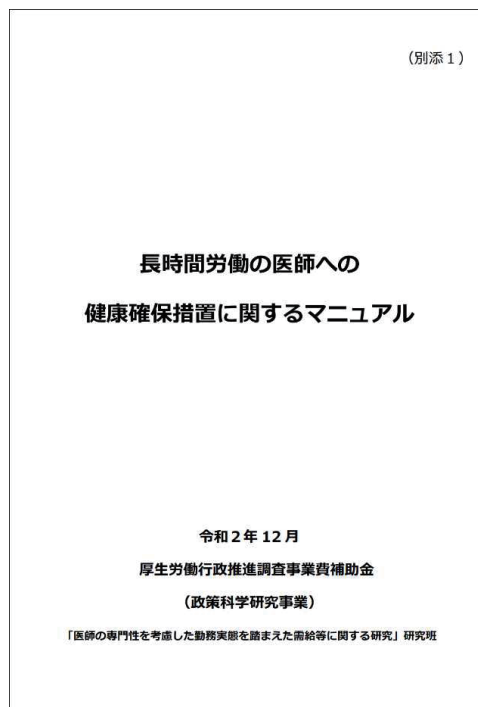 （別添１）
長時間労働の医師への
健康確保措置に関するマニュアル
令和２年 12 月
厚生労働行政推進調査事業費補助金
（政策科学研究事業）
「医師の専門性を考慮した勤務実態を踏まえた需給等に関する研究」研究班